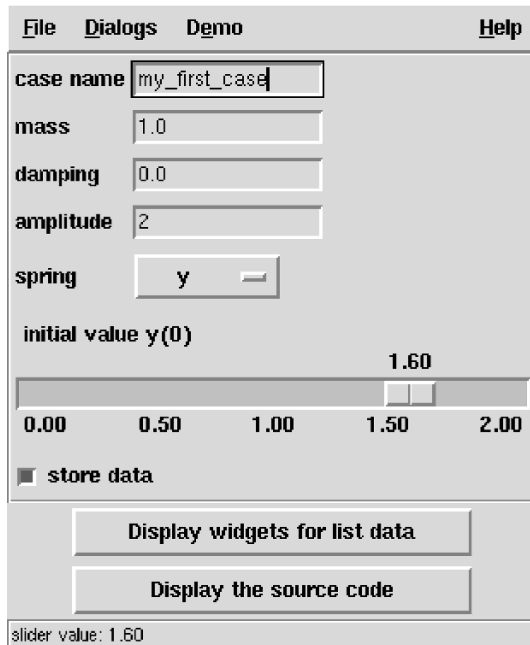 File Dialogs Demo Help
case name my_first_case
mass 1.0
damping 0.0
amplitude 2
spring y
initial value y(0)
1.60
0.00 0.50 1.00 1.50 2.00
store data
Display widgets for list data
Display the source code
slider value: 1.60